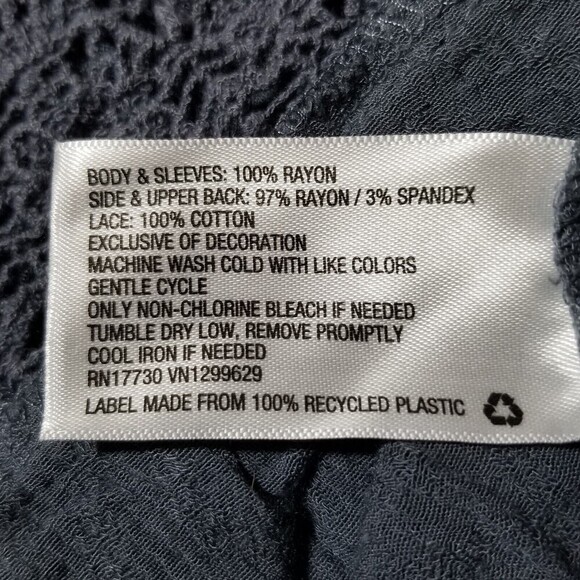 BODY & SLEEVES: 100% RAYON
SIDE & UPPER BACK: 97% RAYON / 3% SPANDEX
LACE: 100% COTTON
EXCLUSIVE OF DECORATION
MACHINE WASH COLD WITH LIKE COLORS
GENTLE CYCLE
ONLY NON-CHLORINE BLEACH IF NEEDED
TUMBLE DRY LOW, REMOVE PROMPTLY
COOL IRON IF NEEDED
RN17730 VN1299629
LABEL MADE FROM 100% RECYCLED PLASTIC